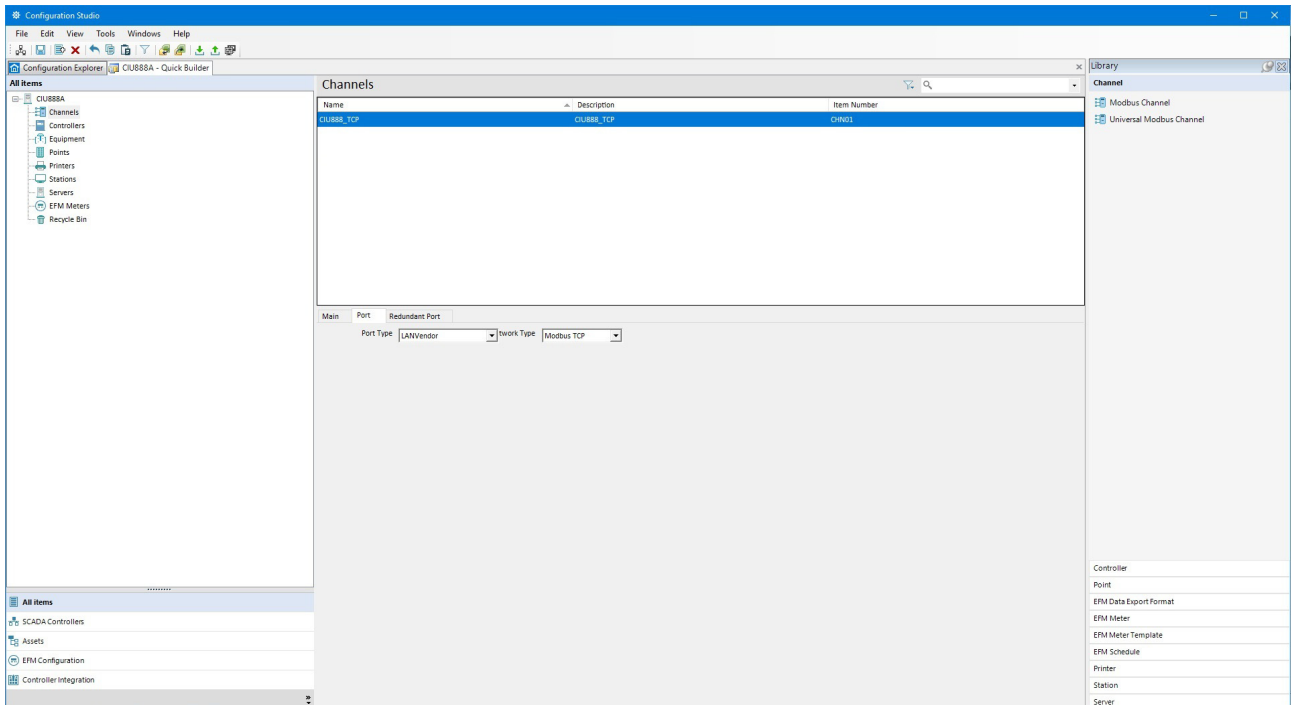 Configuration Studio
File Edit View Tools Windows Help
Configuration Explorer CIU888A - Quick Builder
All items
CIU888A
Channels
Controllers
Equipment
Points
Printers
Stations
Servers
EFM Meters
Recycle Bin
All items
SCADA Controllers
Assets
EFM Configuration
Controller Integration
Channels
Name Description Item Number
CIU888_TCP CIU888_TCP CHN01
Main Port Redundant Port
Port Type LANVendor twork Type Modbus TCP
Library
Channel
Modbus Channel
Universal Modbus Channel
Controller
Point
EFM Data Export Format
EFM Meter
EFM Meter Template
EFM Schedule
Printer
Station
Server